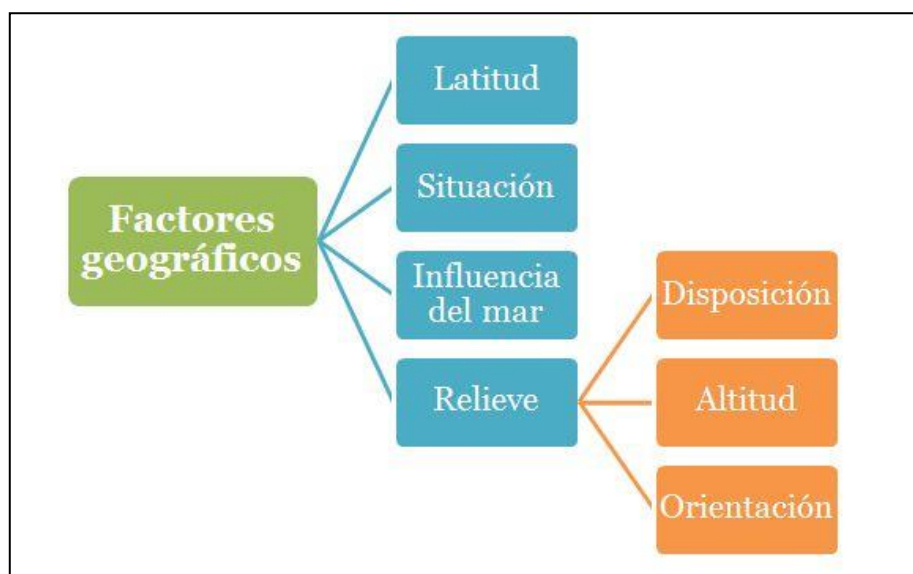 Factores
geográficos
Latitud
Situación
Influencia
del mar
Relieve
Disposición
Altitud
Orientación